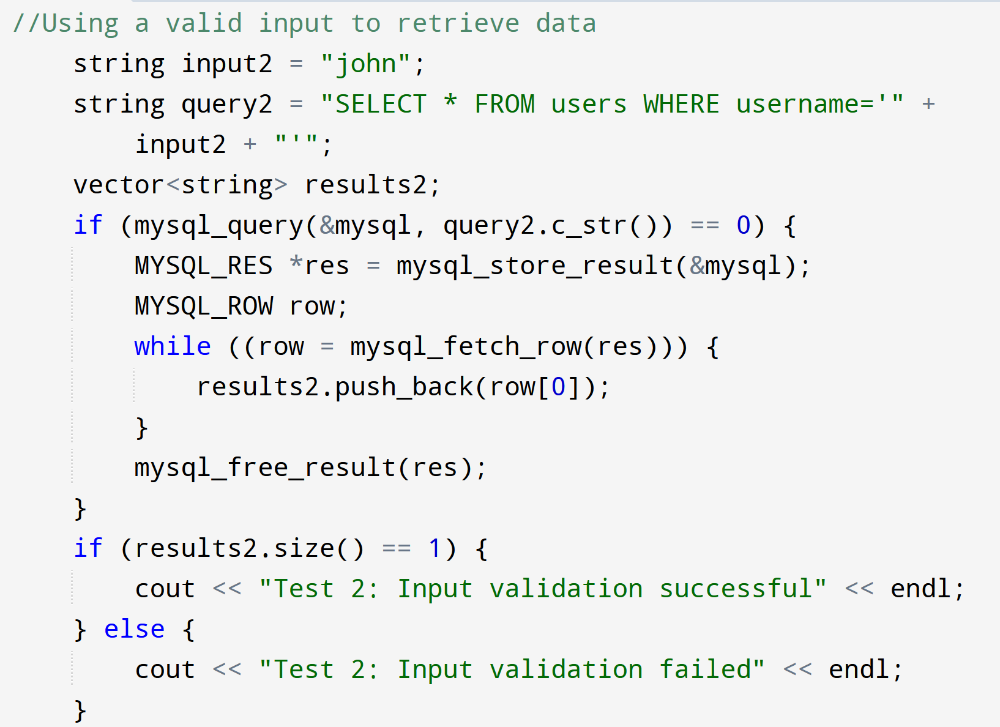 //Using a valid input to retrieve data
    string input2 = "john";
    string query2 = "SELECT * FROM users WHERE username='" +
        input2 + "'";
    vector<string> results2;
    if (mysql_query(&mysql, query2.c_str()) == 0) {
        MYSQL_RES *res = mysql_store_result(&mysql);
        MYSQL_ROW row;
        while ((row = mysql_fetch_row(res))) {
            results2.push_back(row[0]);
        }
        mysql_free_result(res);
    }
    if (results2.size() == 1) {
        cout << "Test 2: Input validation successful" << endl;
    } else {
        cout << "Test 2: Input validation failed" << endl;
    }